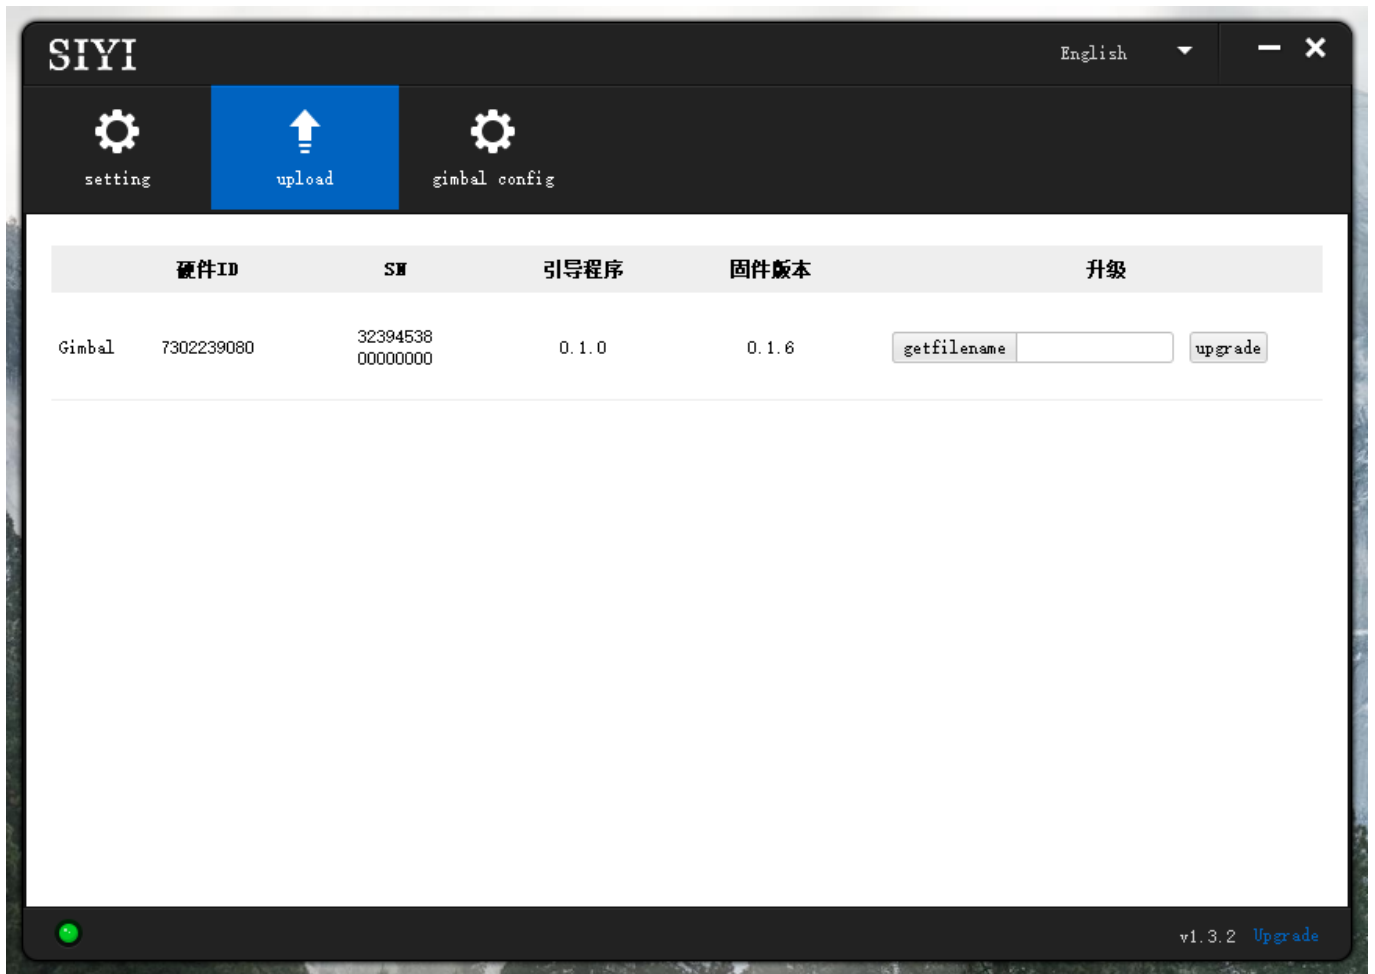 SIYI
English
setting
upload
gimbal config
硬件ID SN 引导程序 固件版本 升级
Gimbal 7302239080 32394538 0.1.0 0.1.6 getfilename upgrade
00000000
v1.3.2 Upgrade